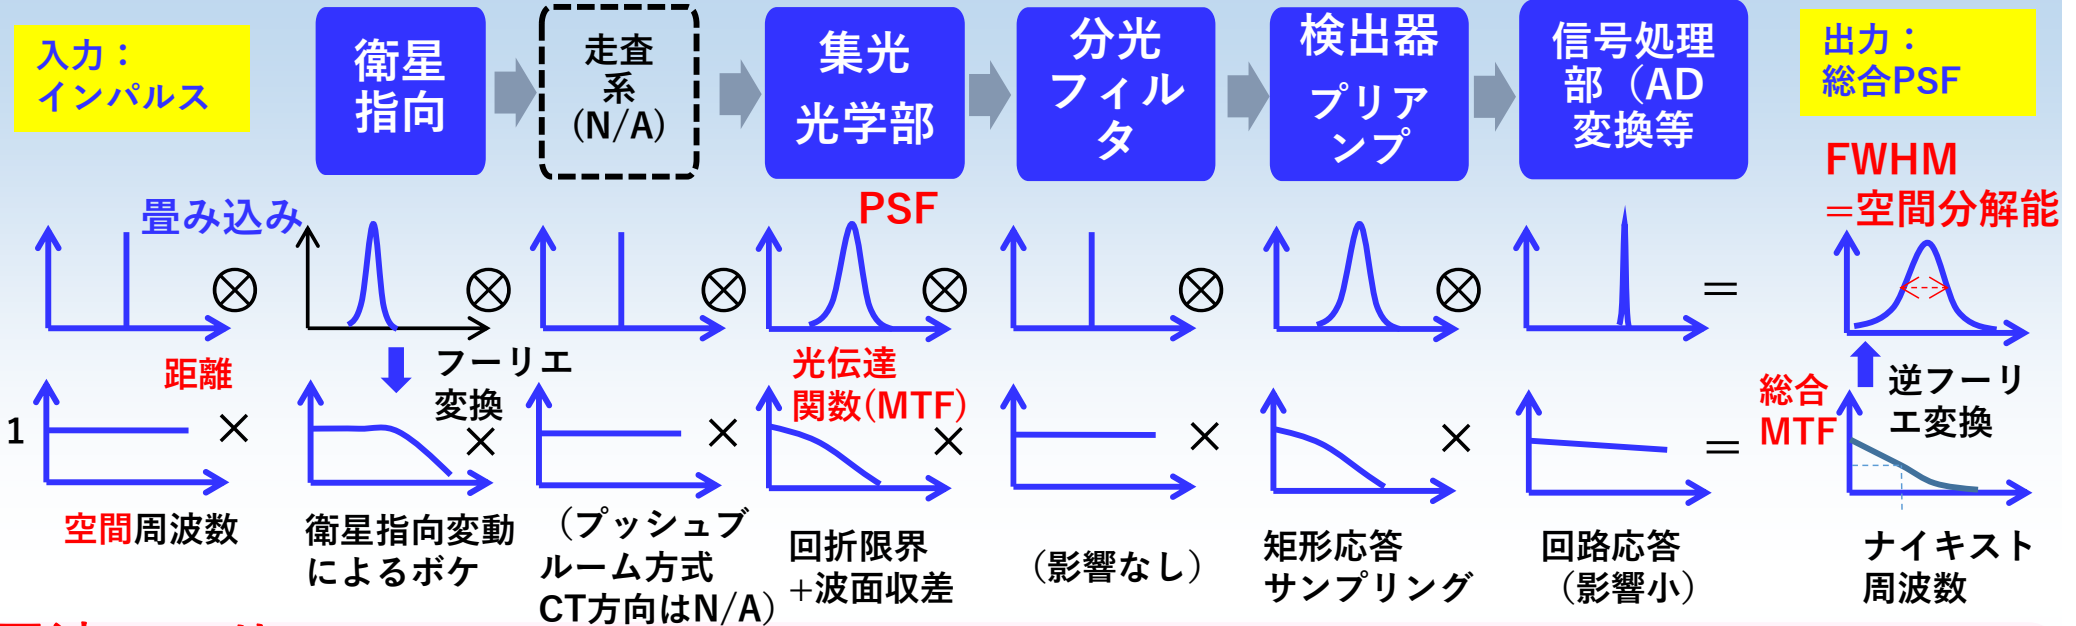 入力：
インパルス
衛星
指向
走査
系
(N/A)
集光
光学部
分光
フィル
タ
検出器
プリア
ンプ
信号処理
部（AD
変換等
出力：
総合PSF
FWHM
=空間分解能
畳み込み
PSF
⊗
⊗
⊗
⊗
⊗
⊗
=
距離
フーリエ
変換
光伝達
関数(MTF)
総合
MTF
逆フーリ
エ変換
1
×
×
×
×
×
×
=
空間周波数
衛星指向変動
によるボケ
（プッシュブ
ルーム方式
CT方向はN/A）
回折限界
+波面収差
（影響なし）
矩形応答
サンプリング
回路応答
（影響小）
ナイキスト
周波数